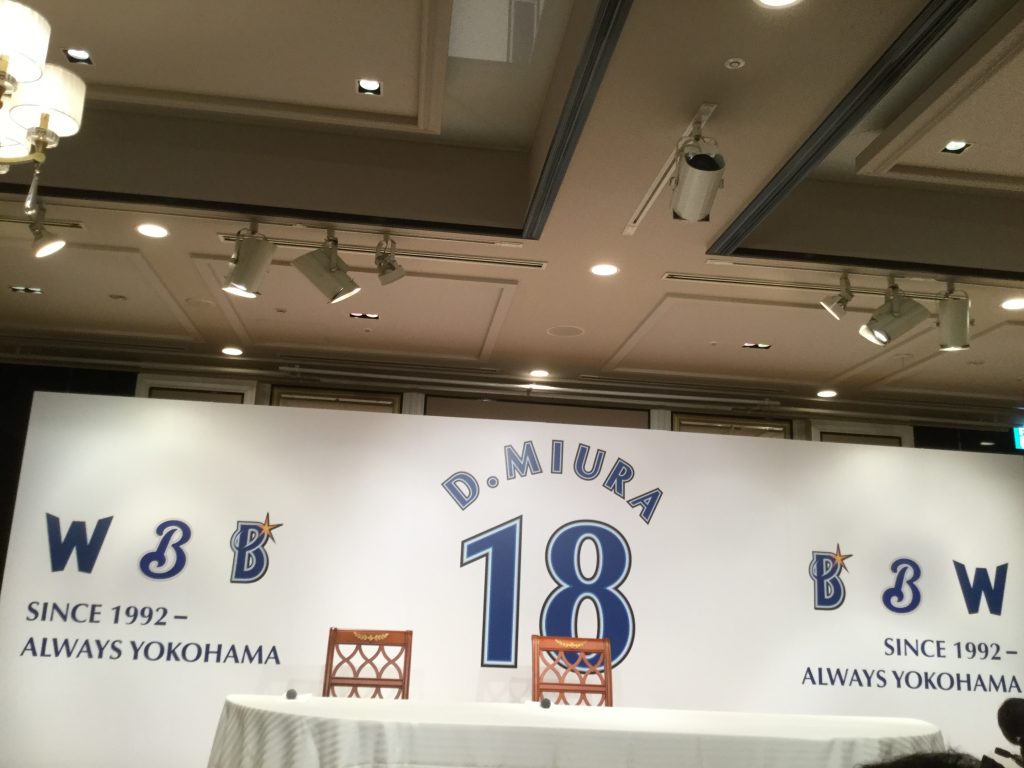 D.MIURA
18
W B B
SINCE 1992 –
ALWAYS YOKOHAMA
B B W
SINCE 1992 –
ALWAYS YOKOHAMA